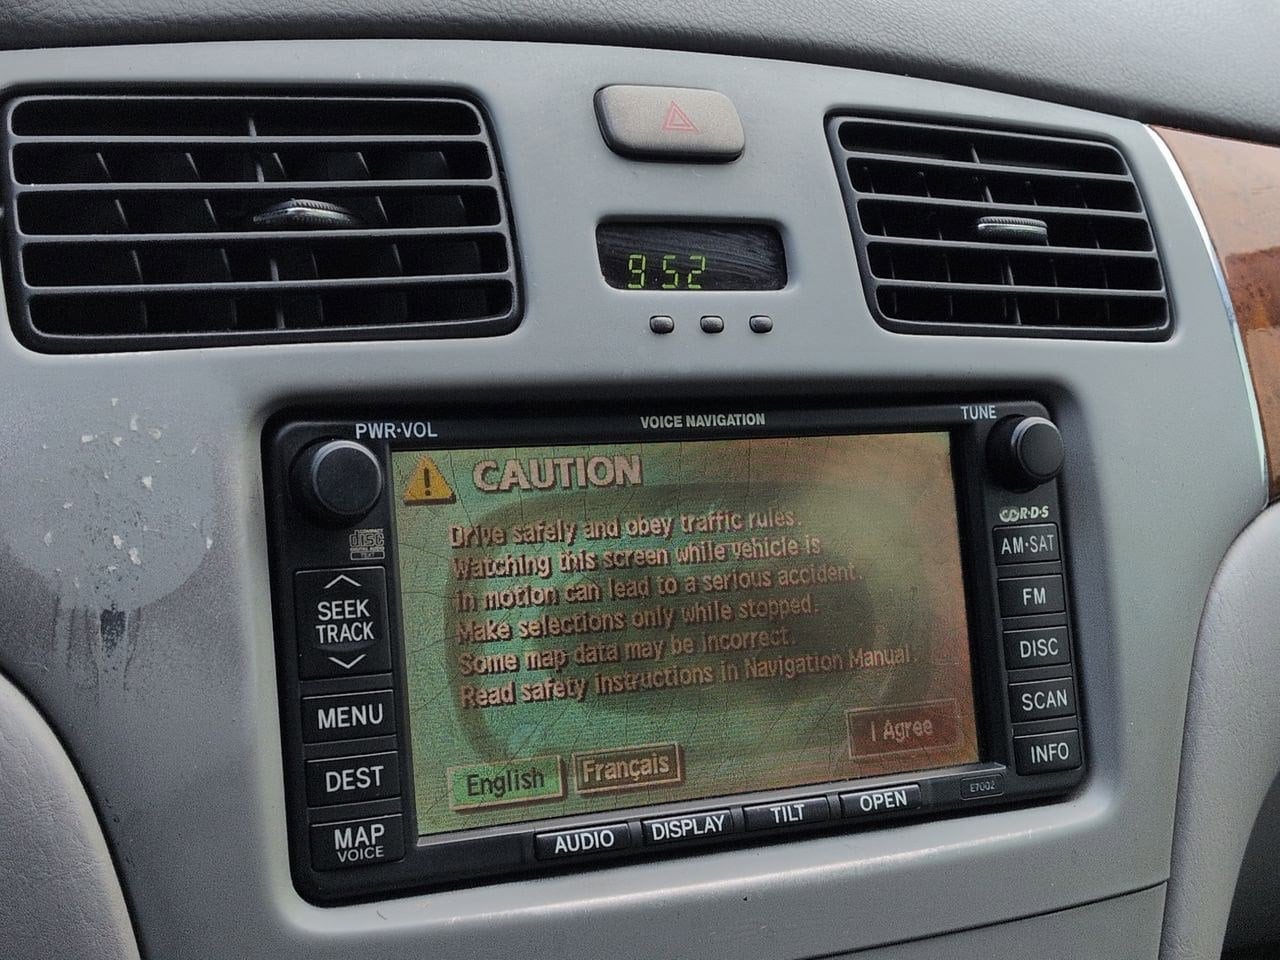 9:52
PWR·VOL
VOICE NAVIGATION
TUNE
CAUTION
Drive safely and obey traffic rules.
Watching this screen while vehicle is
in motion can lead to a serious accident.
Make selections only while stopped.
Some map data may be incorrect.
Read safety instructions in Navigation Manual.
I Agree
English
Français
disc
SEEK
TRACK
MENU
DEST
MAP
VOICE
R·D·S
AM·SAT
FM
DISC
SCAN
INFO
AUDIO
DISPLAY
TILT
OPEN
E7002